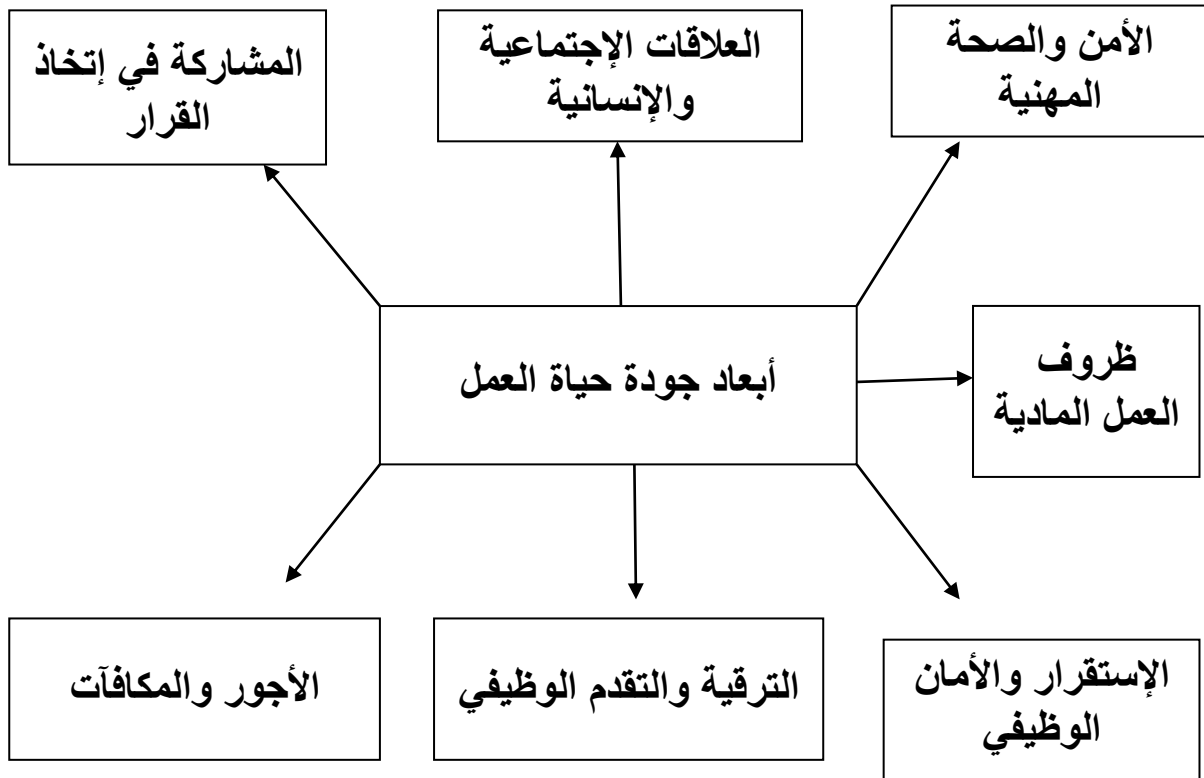 الأمن والصحة
المهنية
العلاقات الإجتماعية
والإنسانية
المشاركة في إتخاذ
القرار
أبعاد جودة حياة العمل
ظروف
العمل المادية
الإستقرار والأمان
الوظيفي
الترقية والتقدم الوظيفي
الأجور والمكافآت